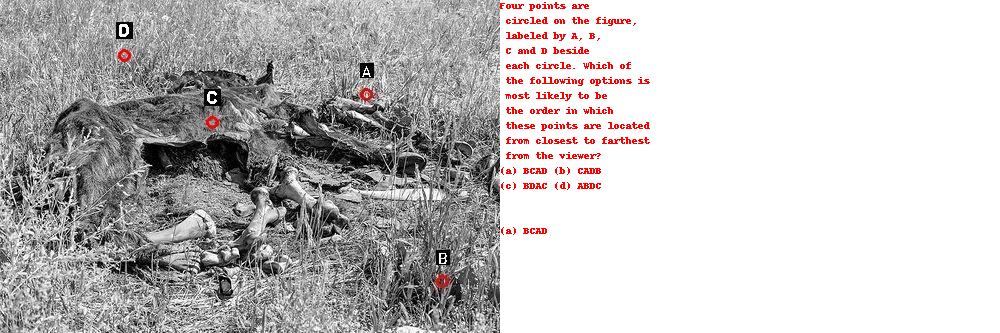 D
A
C
B
Four points are
circled on the figure,
labeled by A, B,
C and D beside
each circle. Which of
the following options is
most likely to be
the order in which
these points are located
from closest to farthest
from the viewer?
(a) BCAD (b) CADB
(c) BDAC (d) ABDC
(a) BCAD